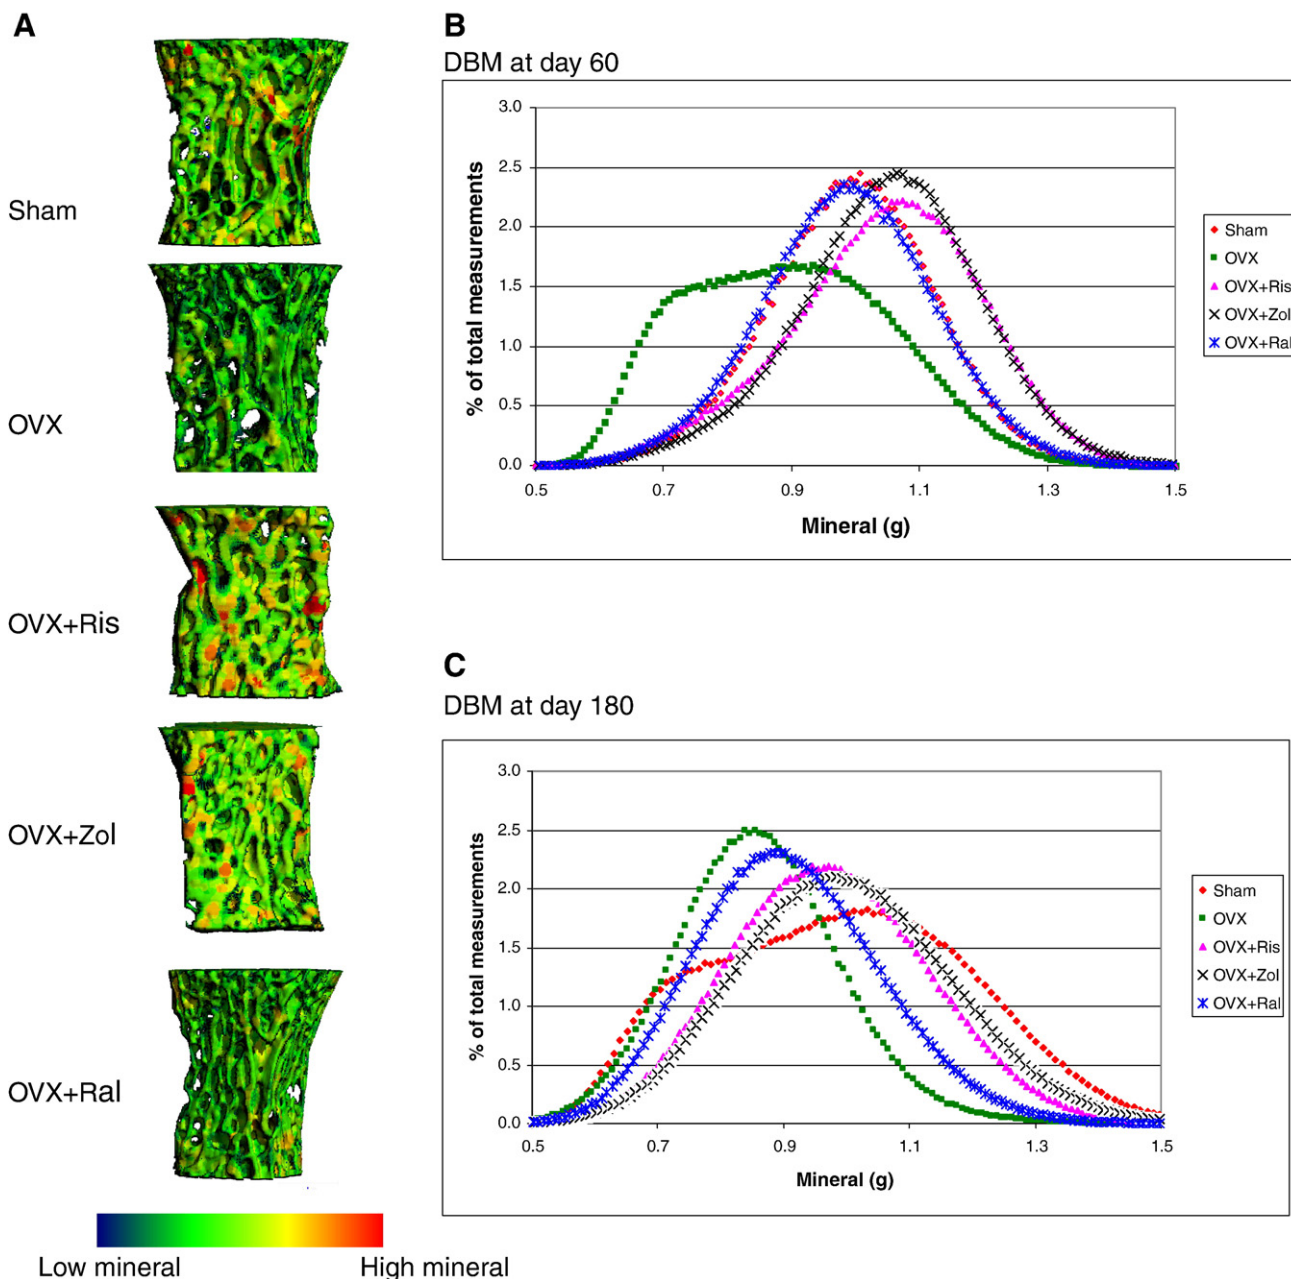 A
Sham
OVX
OVX+Ris
OVX+Zol
OVX+Ral
Low mineral
High mineral
B
DBM at day 60
3.0
2.5
2.0
1.5
1.0
0.5
0.0
% of total measurements
0.5 0.7 0.9 1.1 1.3 1.5
Mineral (g)
Sham
OVX
OVX+Ris
OVX+Zol
OVX+Ral
C
DBM at day 180
3.0
2.5
2.0
1.5
1.0
0.5
0.0
% of total measurements
0.5 0.7 0.9 1.1 1.3 1.5
Mineral (g)
Sham
OVX
OVX+Ris
OVX+Zol
OVX+Ral